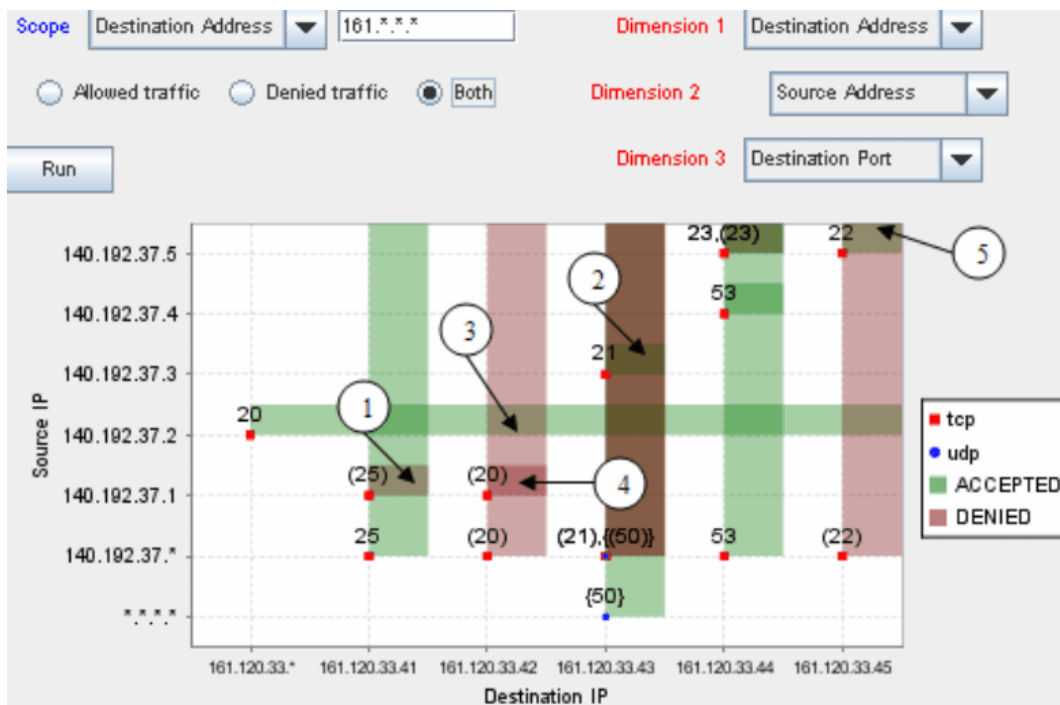 Scope Destination Address 161.*.*.* Dimension 1 Destination Address
Allowed traffic Denied traffic Both Dimension 2 Source Address
Run Dimension 3 Destination Port
Source IP
140.192.37.5
140.192.37.4
140.192.37.3
140.192.37.2
140.192.37.1
140.192.37.*
*.*.*.*
23,(23) 22 5
2 53
3 21
20 1
(25) (20) 4
25 (20) (21),{(50)} 53 (22)
{50}
tcp
udp
ACCEPTED
DENIED
161.120.33.* 161.120.33.41 161.120.33.42 161.120.33.43 161.120.33.44 161.120.33.45
Destination IP